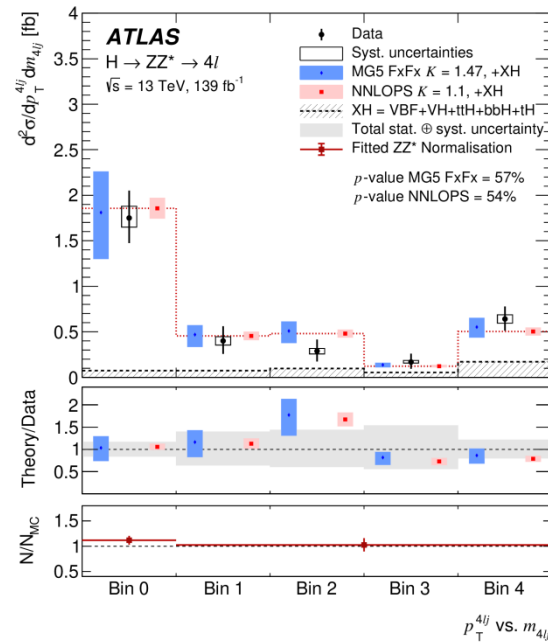 d²σ/dp_T^{4lj} dm_{4lj} [fb]
ATLAS
H → ZZ* → 4l
√s = 13 TeV, 139 fb⁻¹
Data
Syst. uncertainties
MG5 FxFx K = 1.47, +XH
NNLOPS K = 1.1, +XH
XH = VBF+VH+ttH+bbH+tH
Total stat. ⊕ syst. uncertainty
Fitted ZZ* Normalisation
p-value MG5 FxFx = 57%
p-value NNLOPS = 54%
4
3.5
3
2.5
2
1.5
1
0.5
0
Theory/Data
2
1.5
1
0.5
N/N_MC
1.5
1
0.5
Bin 0 Bin 1 Bin 2 Bin 3 Bin 4
p_T^{4lj} vs. m_{4lj}